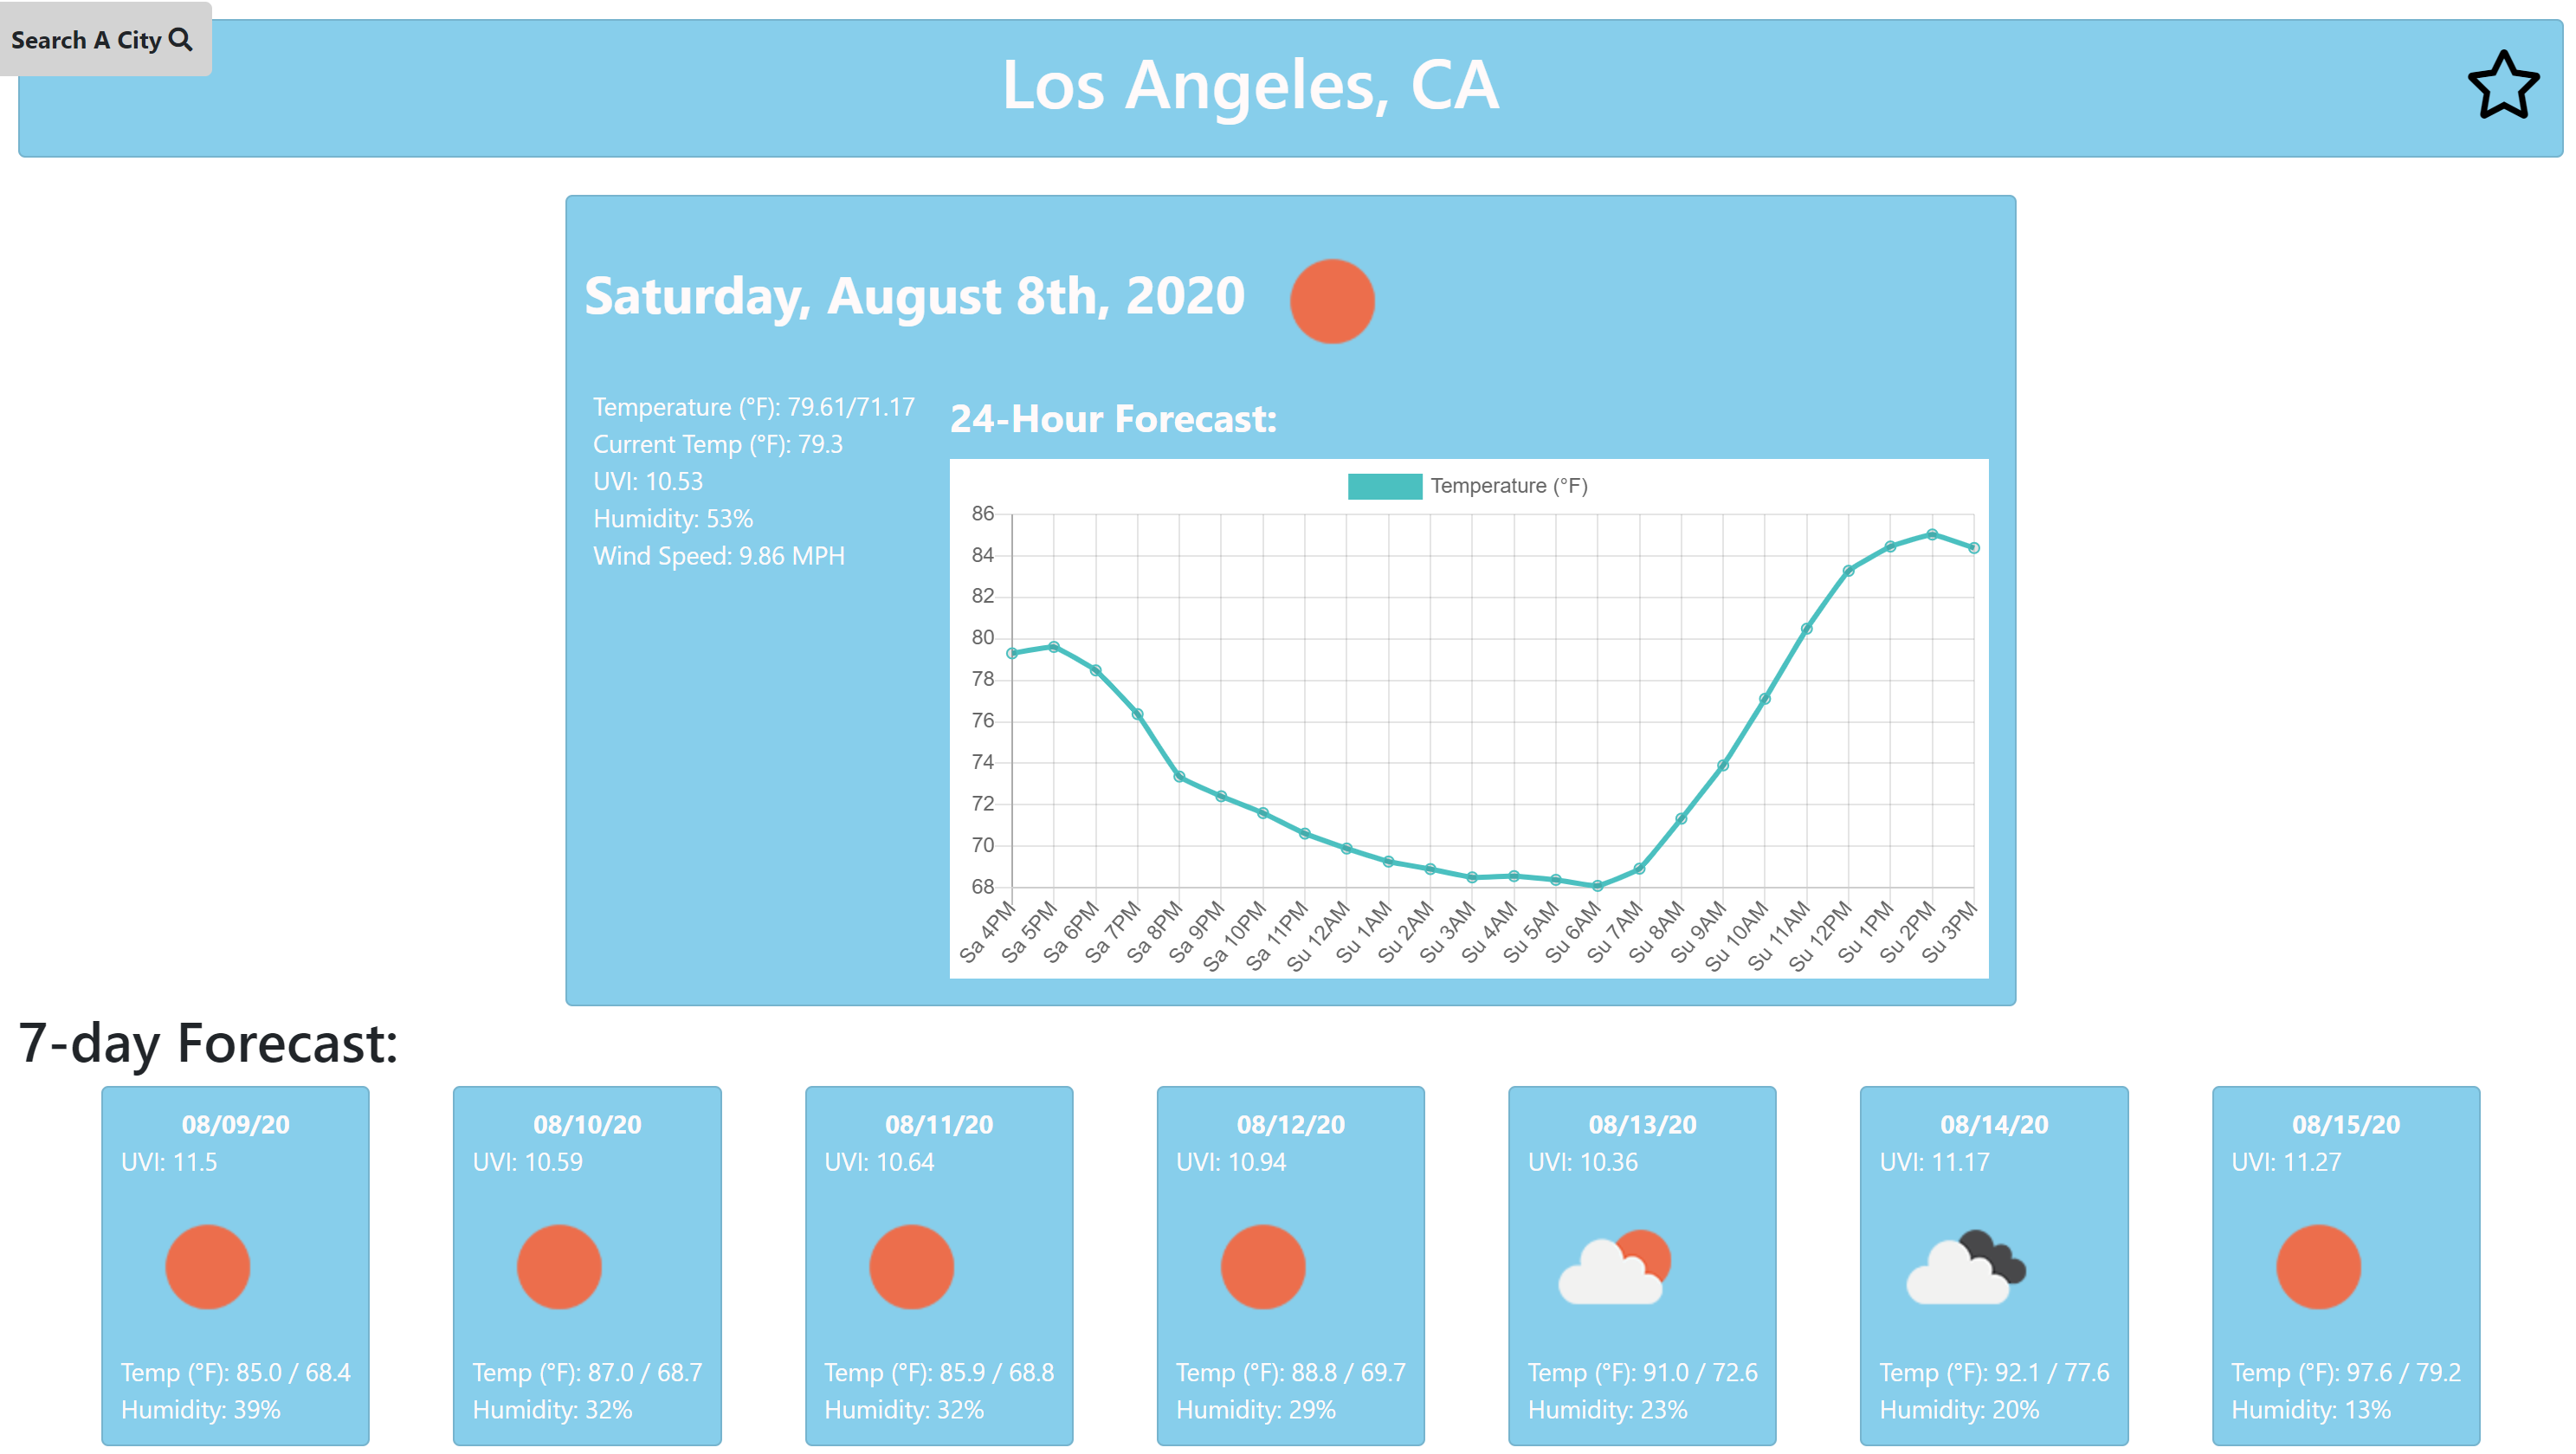 Search A City
Los Angeles, CA
Saturday, August 8th, 2020
Temperature (°F): 79.61/71.17
Current Temp (°F): 79.3
UVI: 10.53
Humidity: 53%
Wind Speed: 9.86 MPH
24-Hour Forecast:
Temperature (°F)
86
84
82
80
78
76
74
72
70
68
Sa 4PM
Sa 5PM
Sa 6PM
Sa 7PM
Sa 8PM
Sa 9PM
Sa 10PM
Sa 11PM
Su 12AM
Su 1AM
Su 2AM
Su 3AM
Su 4AM
Su 5AM
Su 6AM
Su 7AM
Su 8AM
Su 9AM
Su 10AM
Su 11AM
Su 12PM
Su 1PM
Su 2PM
Su 3PM
7-day Forecast:
08/09/20
UVI: 11.5
Temp (°F): 85.0 / 68.4
Humidity: 39%
08/10/20
UVI: 10.59
Temp (°F): 87.0 / 68.7
Humidity: 32%
08/11/20
UVI: 10.64
Temp (°F): 85.9 / 68.8
Humidity: 32%
08/12/20
UVI: 10.94
Temp (°F): 88.8 / 69.7
Humidity: 29%
08/13/20
UVI: 10.36
Temp (°F): 91.0 / 72.6
Humidity: 23%
08/14/20
UVI: 11.17
Temp (°F): 92.1 / 77.6
Humidity: 20%
08/15/20
UVI: 11.27
Temp (°F): 97.6 / 79.2
Humidity: 13%